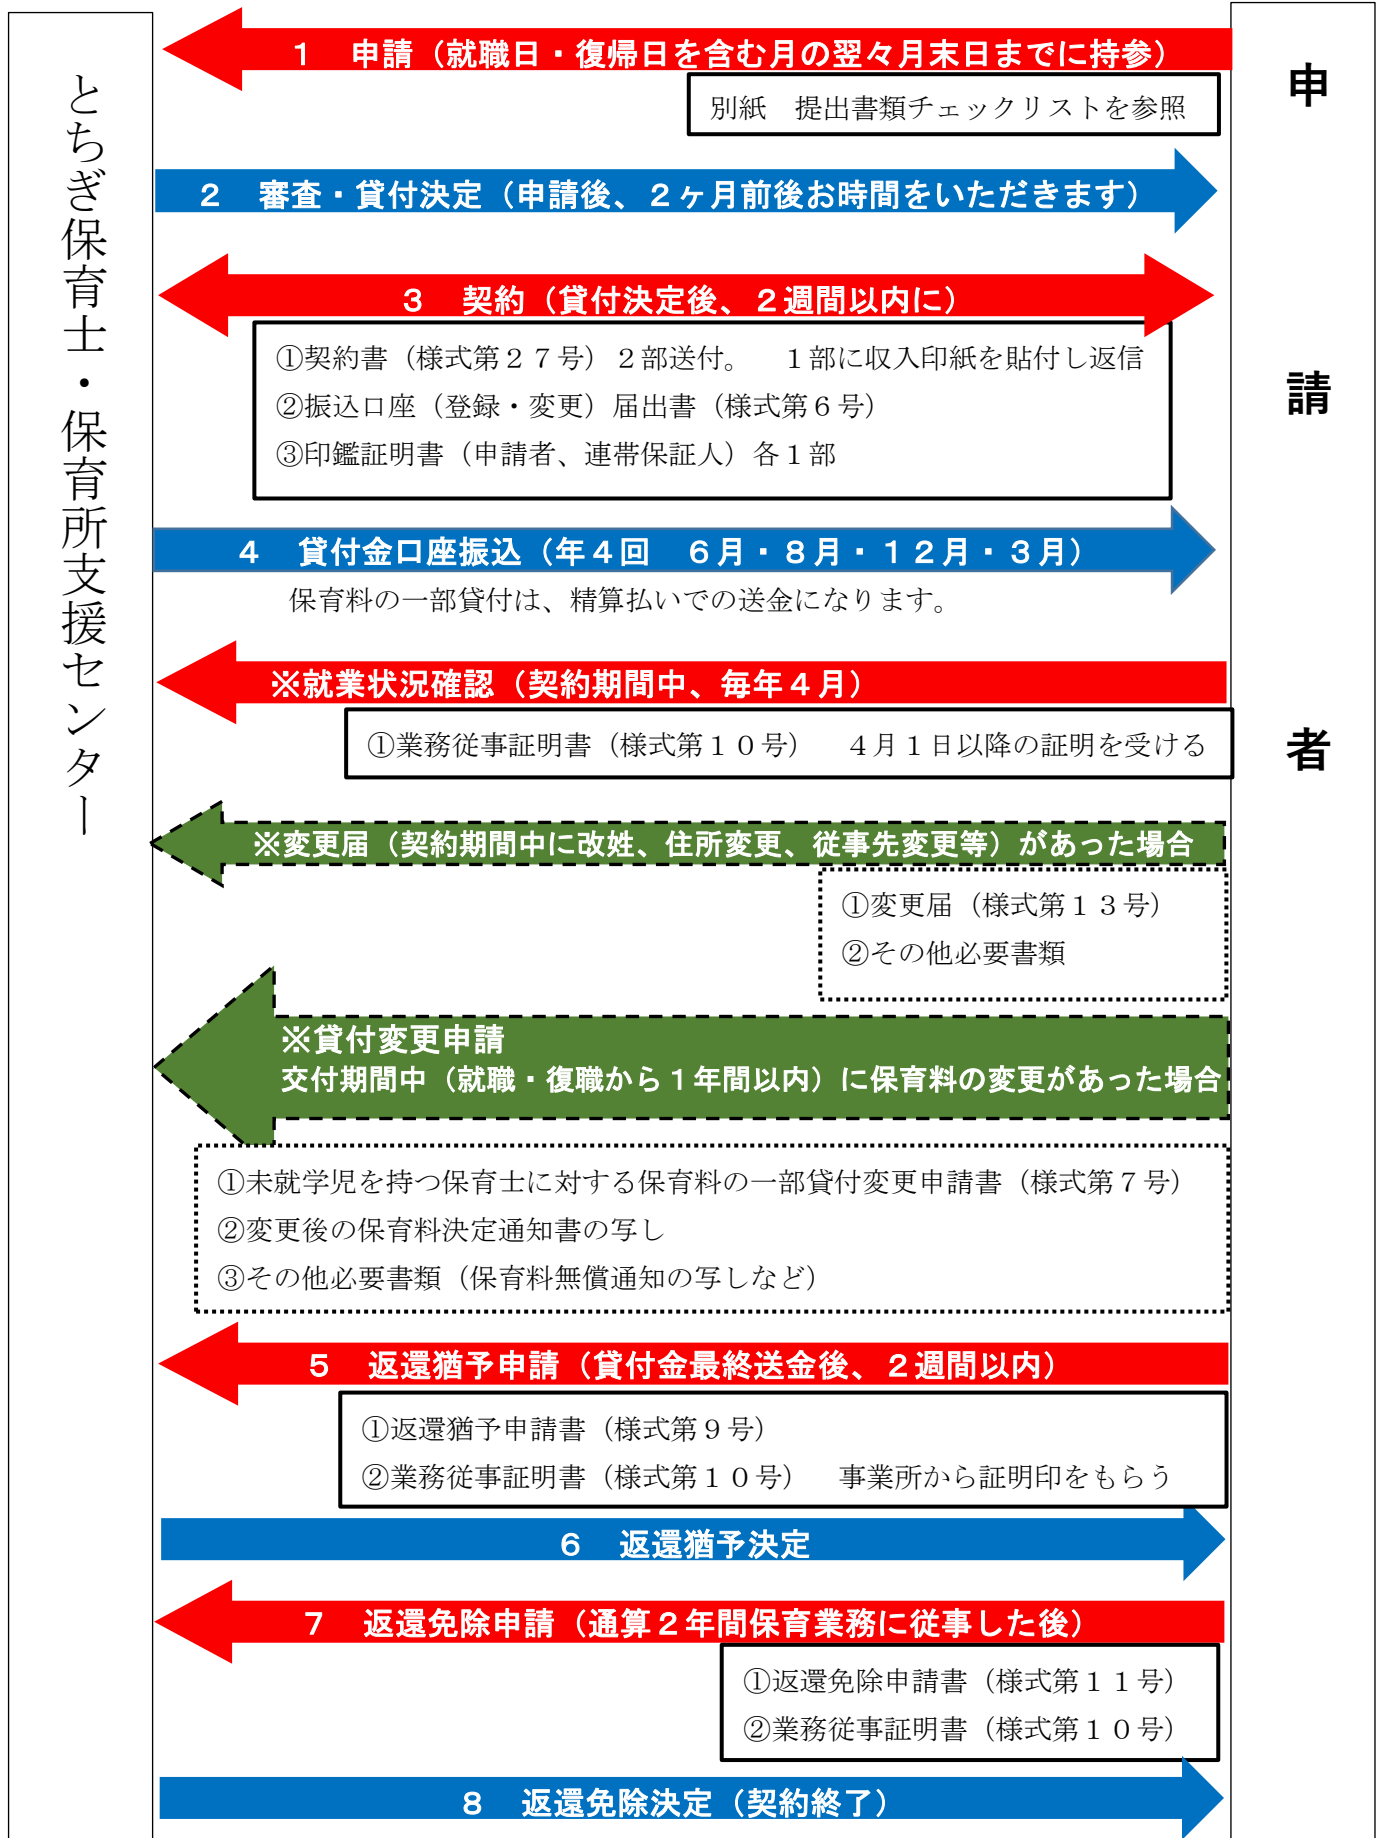 とちぎ保育士・保育所支援センター
申請者
１　申請（就職日・復帰日を含む月の翌々月末日までに持参）
別紙　提出書類チェックリストを参照
２　審査・貸付決定（申請後、２ヶ月前後お時間をいただきます）
３　契約（貸付決定後、２週間以内に）
①契約書（様式第２７号）２部送付。　１部に収入印紙を貼付し返信
②振込口座（登録・変更）届出書（様式第６号）
③印鑑証明書（申請者、連帯保証人）各１部
４　貸付金口座振込（年４回　６月・８月・１２月・３月）
保育料の一部貸付は、精算払いでの送金になります。
※就業状況確認（契約期間中、毎年４月）
①業務従事証明書（様式第１０号）　４月１日以降の証明を受ける
※変更届（契約期間中に改姓、住所変更、従事先変更等）があった場合
①変更届（様式第１３号）
②その他必要書類
※貸付変更申請
交付期間中（就職・復職から１年間以内）に保育料の変更があった場合
①未就学児を持つ保育士に対する保育料の一部貸付変更申請書（様式第７号）
②変更後の保育料決定通知書の写し
③その他必要書類（保育料無償通知の写しなど）
５　返還猶予申請（貸付金最終送金後、２週間以内）
①返還猶予申請書（様式第９号）
②業務従事証明書（様式第１０号）　事業所から証明印をもらう
６　返還猶予決定
７　返還免除申請（通算２年間保育業務に従事した後）
①返還免除申請書（様式第１１号）
②業務従事証明書（様式第１０号）
８　返還免除決定（契約終了）